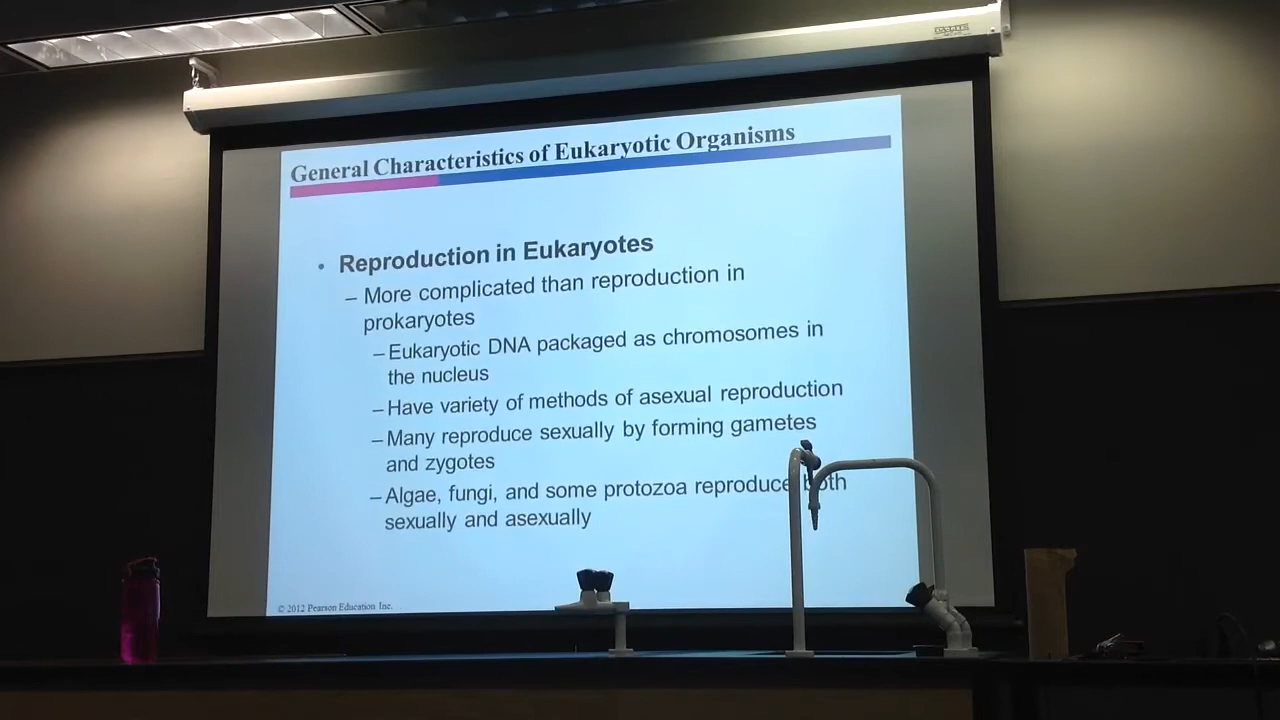 General Characteristics of Eukaryotic Organisms
• Reproduction in Eukaryotes
– More complicated than reproduction in
prokaryotes
– Eukaryotic DNA packaged as chromosomes in
the nucleus
– Have variety of methods of asexual reproduction
– Many reproduce sexually by forming gametes
and zygotes
– Algae, fungi, and some protozoa reproduce both
sexually and asexually
© 2012 Pearson Education Inc.